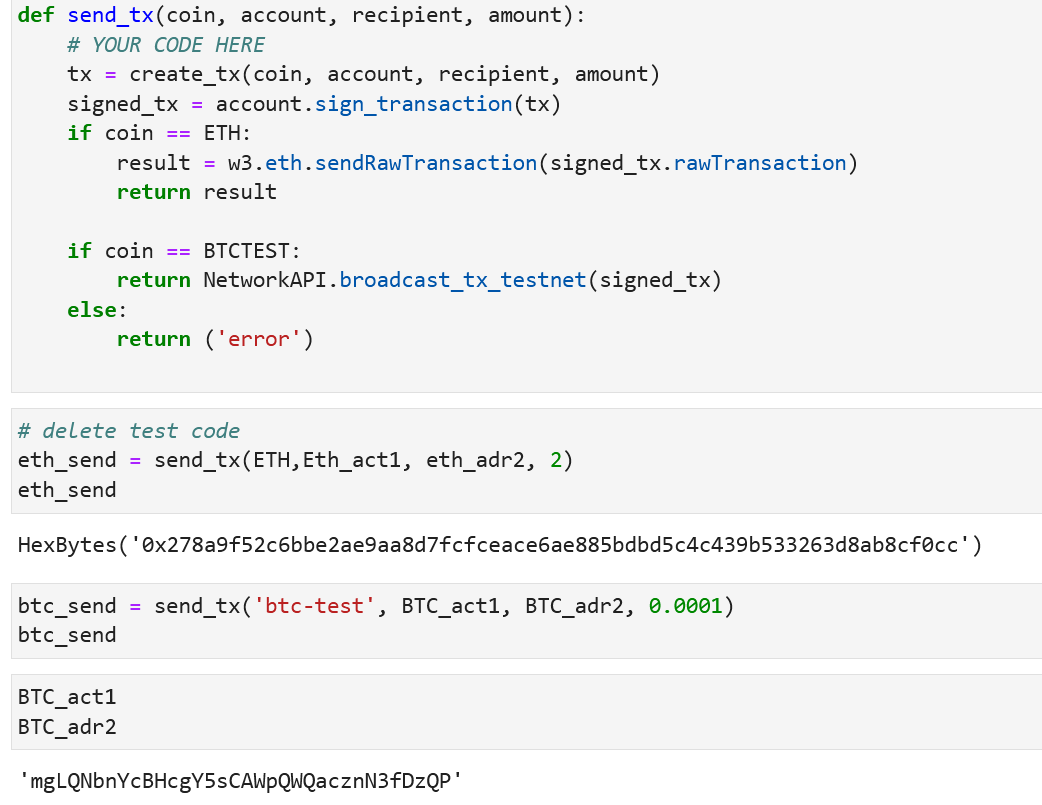 def send_tx(coin, account, recipient, amount):
    # YOUR CODE HERE
    tx = create_tx(coin, account, recipient, amount)
    signed_tx = account.sign_transaction(tx)
    if coin == ETH:
        result = w3.eth.sendRawTransaction(signed_tx.rawTransaction)
        return result

    if coin == BTCTEST:
        return NetworkAPI.broadcast_tx_testnet(signed_tx)
    else:
        return ('error')

# delete test code
eth_send = send_tx(ETH,Eth_act1, eth_adr2, 2)
eth_send
HexBytes('0x278a9f52c6bbe2ae9aa8d7fcfceace6ae885bdbd5c4c439b533263d8ab8cf0cc')
btc_send = send_tx('btc-test', BTC_act1, BTC_adr2, 0.0001)
btc_send
BTC_act1
BTC_adr2
'mgLQNbnYcBHcgY5sCAWpQWQacznN3fDzQP'